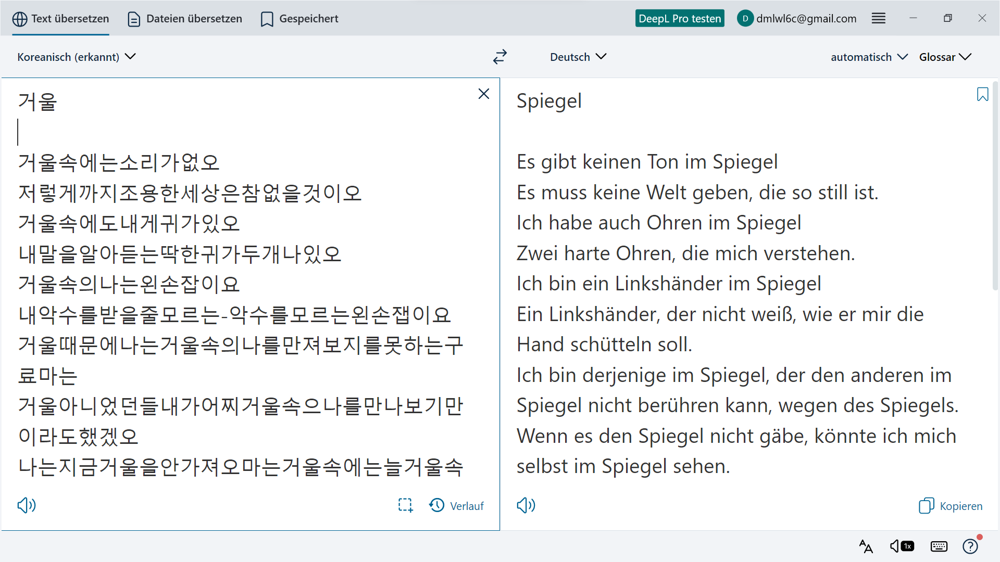 Text übersetzen
Dateien übersetzen
Gespeichert
DeepL Pro testen
D
dmlwl6c@gmail.com
Koreanisch (erkannt)
Deutsch
automatisch
Glossar
거울
거울속에는소리가없오
저렇게까지조용한세상은참없을것이오
거울속에도내게귀가있오
내말을알아듣는딱한귀가두개나있오
거울속의나는왼손잡이요
내악수를받을줄모르는-악수를모르는왼손잽이요
거울때문에나는거울속의나를만져보지를못하는구
료마는
거울아니었던들내가어찌거울속으나를만나보기만
이라도했겠오
나는지금거울을안가져오마는거울속에는늘거울속
Verlauf
Spiegel
Es gibt keinen Ton im Spiegel
Es muss keine Welt geben, die so still ist.
Ich habe auch Ohren im Spiegel
Zwei harte Ohren, die mich verstehen.
Ich bin ein Linkshänder im Spiegel
Ein Linkshänder, der nicht weiß, wie er mir die
Hand schütteln soll.
Ich bin derjenige im Spiegel, der den anderen im
Spiegel nicht berühren kann, wegen des Spiegels.
Wenn es den Spiegel nicht gäbe, könnte ich mich
selbst im Spiegel sehen.
Kopieren
1x